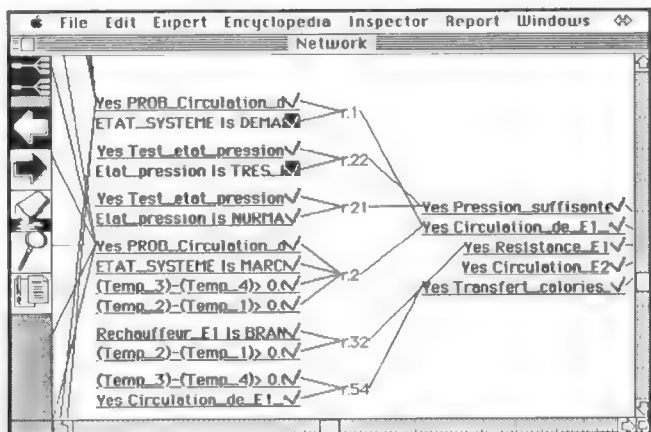 File Edit Expert Encyclopedia Inspector Report Windows
Network
Yes PROB_Circulation_d
r.1
ETAT_SYSTEME Is DEMA
Yes Test_etat_pression
r.22
Etat_pression Is TRES_
Yes Test_etat_pression
r.21
Yes Pression_suffisante
Etat_pression Is NORMA
Yes Circulation_de_E1_
Yes PROB_Circulation_d
Yes Resistance_E1
ETAT_SYSTEME Is MARCH
r.2
Yes Circulation_E2
(Temp_3)-(Temp_4)> 0.0
Yes Transfert_calories_
(Temp_2)-(Temp_1)> 0.0
Rechauffeur_E1 Is BRAN
r.32
(Temp_2)-(Temp_1)> 0.0
(Temp_3)-(Temp_4)> 0.0
r.54
Yes Circulation_de_E1_